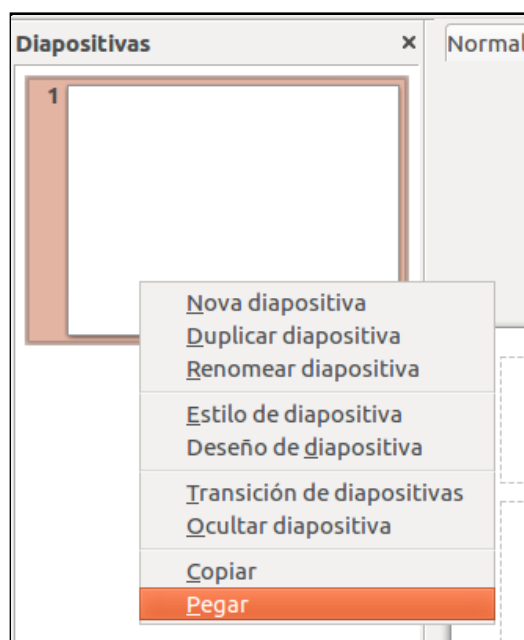 Diapositivas × Normal
1
Nova diapositiva
Duplicar diapositiva
Renomear diapositiva
Estilo de diapositiva
Deseño de diapositiva
Transición de diapositivas
Ocultar diapositiva
Copiar
Pegar